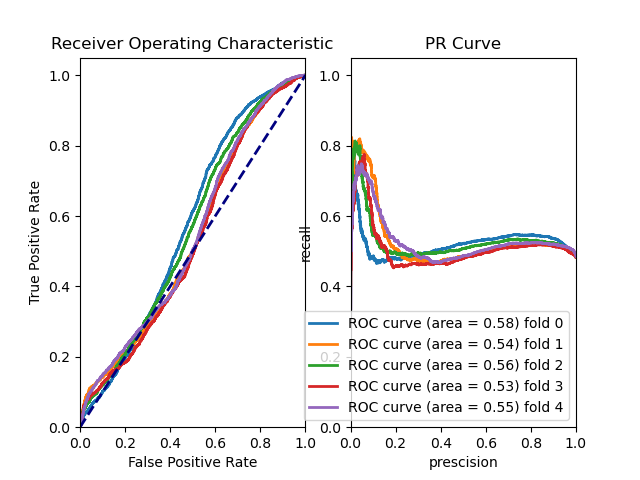 Receiver Operating Characteristic
PR Curve
1.0
0.8
0.6
0.4
0.2
0.0
True Positive Rate
0.0 0.2 0.4 0.6 0.8 1.0
False Positive Rate
1.0
0.8
0.6
0.4
0.2
0.0
recall
ROC curve (area = 0.58) fold 0
ROC curve (area = 0.54) fold 1
ROC curve (area = 0.56) fold 2
ROC curve (area = 0.53) fold 3
ROC curve (area = 0.55) fold 4
0.0 0.2 0.4 0.6 0.8 1.0
prescision